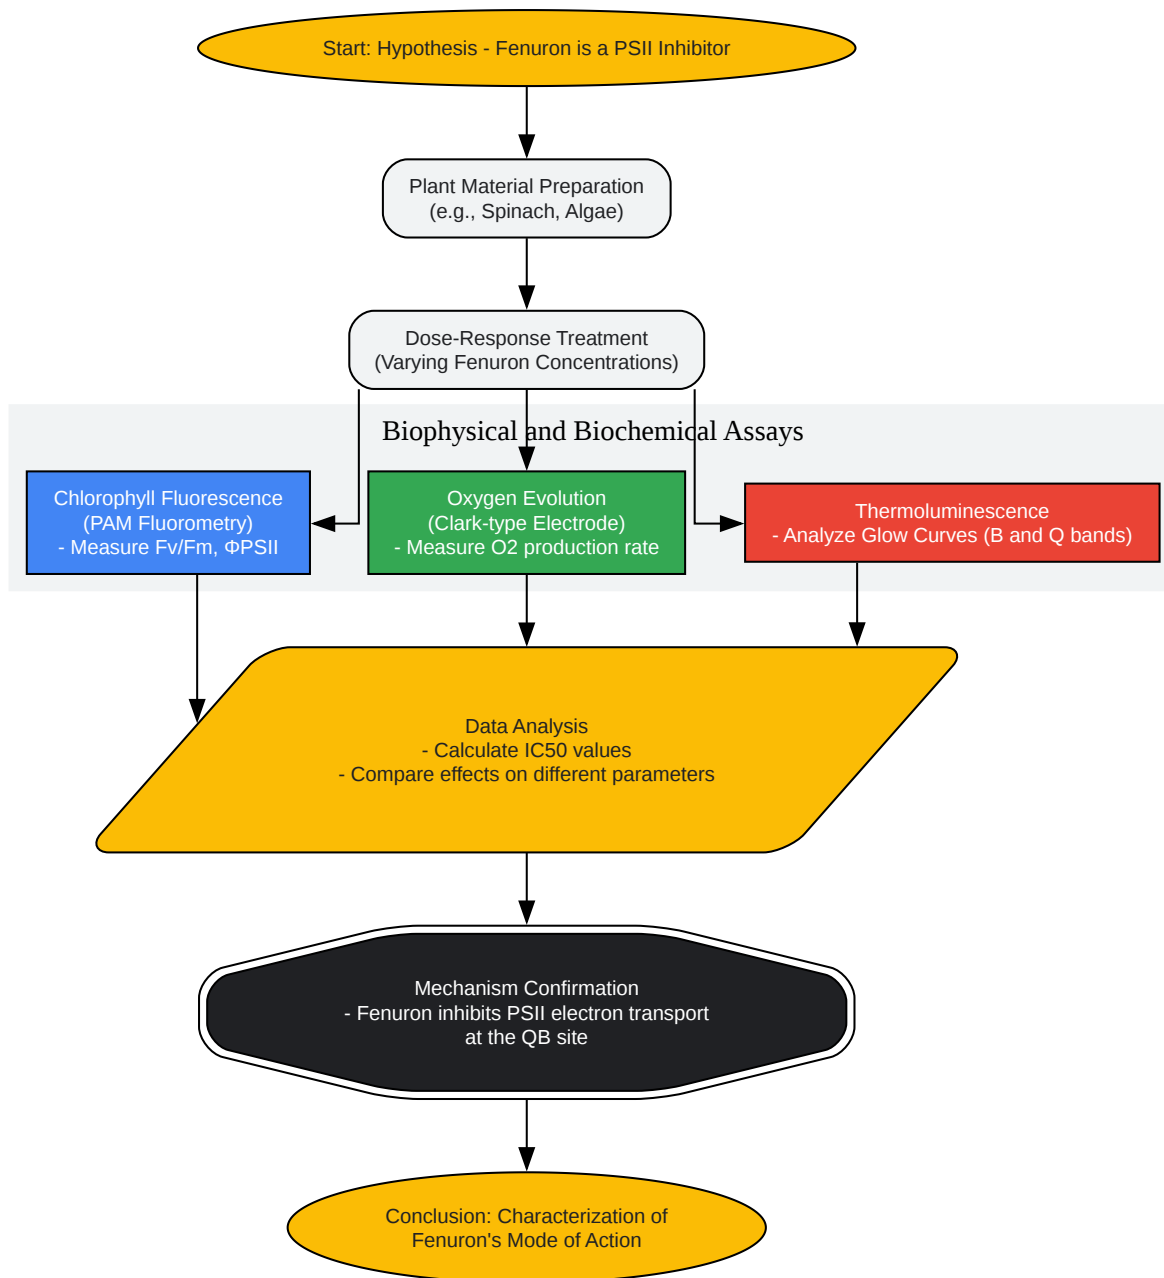 Start: Hypothesis - Fenuron is a PSII Inhibitor
Plant Material Preparation
(e.g., Spinach, Algae)
Dose-Response Treatment
(Varying Fenuron Concentrations)
Biophysical and Biochemical Assays
Chlorophyll Fluorescence
(PAM Fluorometry)
- Measure Fv/Fm, ΦPSII
Oxygen Evolution
(Clark-type Electrode)
- Measure O2 production rate
Thermoluminescence
- Analyze Glow Curves (B and Q bands)
Data Analysis
- Calculate IC50 values
- Compare effects on different parameters
Mechanism Confirmation
- Fenuron inhibits PSII electron transport
at the QB site
Conclusion: Characterization of
Fenuron's Mode of Action